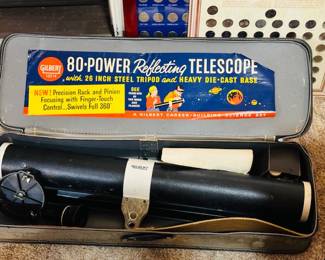 GILBERT
80-POWER Reflecting TELESCOPE
with 26 INCH STEEL TRIPOD and HEAVY DIE-CAST BASE
NEW! Precision Rack and Pinion
Focusing with Finger-Touch
Control... Swivels Full 360°
SEE
A GILBERT CAREER-BUILDING SCIENCE SET